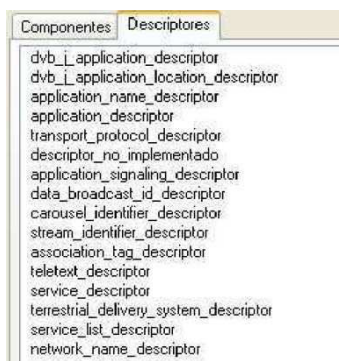 Componentes Descriptores
dvb_j_application_descriptor
dvb_j_application_location_descriptor
application_name_descriptor
application_descriptor
transport_protocol_descriptor
descriptor_no_implementado
application_signaling_descriptor
data_broadcast_id_descriptor
carousel_identifier_descriptor
stream_identifier_descriptor
association_tag_descriptor
teletext_descriptor
service_descriptor
terrestrial_delivery_system_descriptor
service_list_descriptor
network_name_descriptor